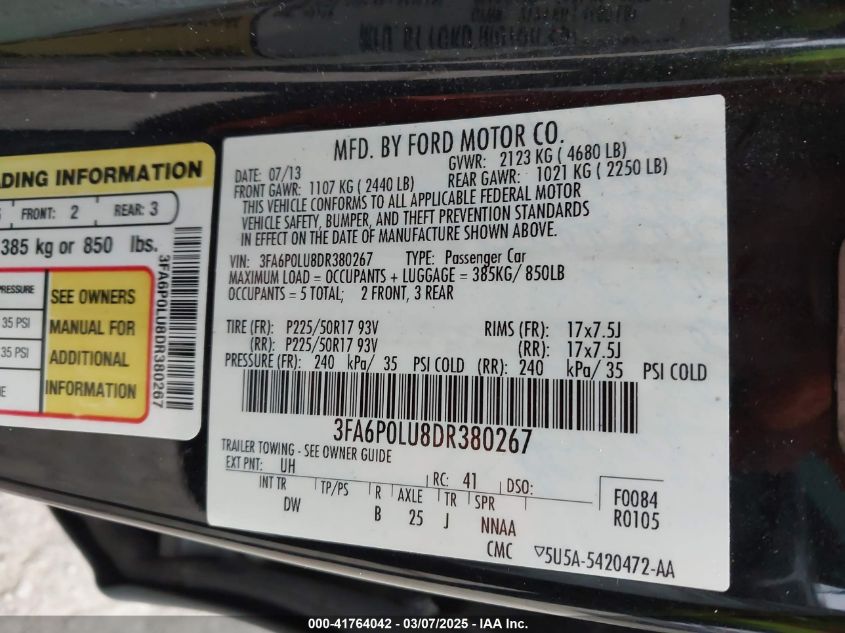 MFD. BY FORD MOTOR CO.
DATE: 07/13 GVWR: 2123 KG ( 4680 LB)
FRONT GAWR: 1107 KG ( 2440 LB) REAR GAWR: 1021 KG ( 2250 LB)
THIS VEHICLE CONFORMS TO ALL APPLICABLE FEDERAL MOTOR
VEHICLE SAFETY, BUMPER, AND THEFT PREVENTION STANDARDS
IN EFFECT ON THE DATE OF MANUFACTURE SHOWN ABOVE.
VIN: 3FA6P0LU8DR380267 TYPE: Passenger Car
MAXIMUM LOAD = OCCUPANTS + LUGGAGE = 385KG/ 850LB
OCCUPANTS = 5 TOTAL; 2 FRONT, 3 REAR
TIRE (FR): P225/50R17 93V RIMS (FR): 17x7.5J
(RR): P225/50R17 93V (RR): 17x7.5J
PRESSURE (FR): 240 kPa/ 35 PSI COLD (RR): 240 kPa/ 35 PSI COLD
3FA6P0LU8DR380267
TRAILER TOWING - SEE OWNER GUIDE
EXT PNT: UH RC: 41 DSO:
INT TR TP/PS R AXLE TR SPR F0084
DW B 25 J NNAA R0105
CMC ▽5U5A-5420472-AA
ADING INFORMATION
FRONT: 2 REAR: 3
385 kg or 850 lbs.
PRESSURE SEE OWNERS
35 PSI MANUAL FOR
35 PSI ADDITIONAL
INFORMATION
3FA6P0LU8DR380267
000-41764042 - 03/07/2025 - IAA Inc.